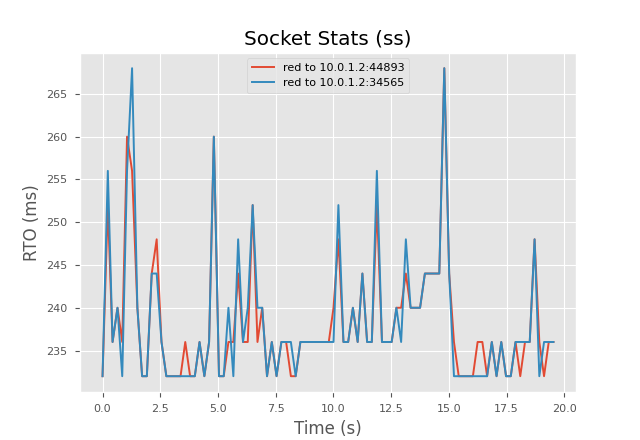 Socket Stats (ss)
red to 10.0.1.2:44893
red to 10.0.1.2:34565
RTO (ms)
265
260
255
250
245
240
235
0.0 2.5 5.0 7.5 10.0 12.5 15.0 17.5 20.0
Time (s)